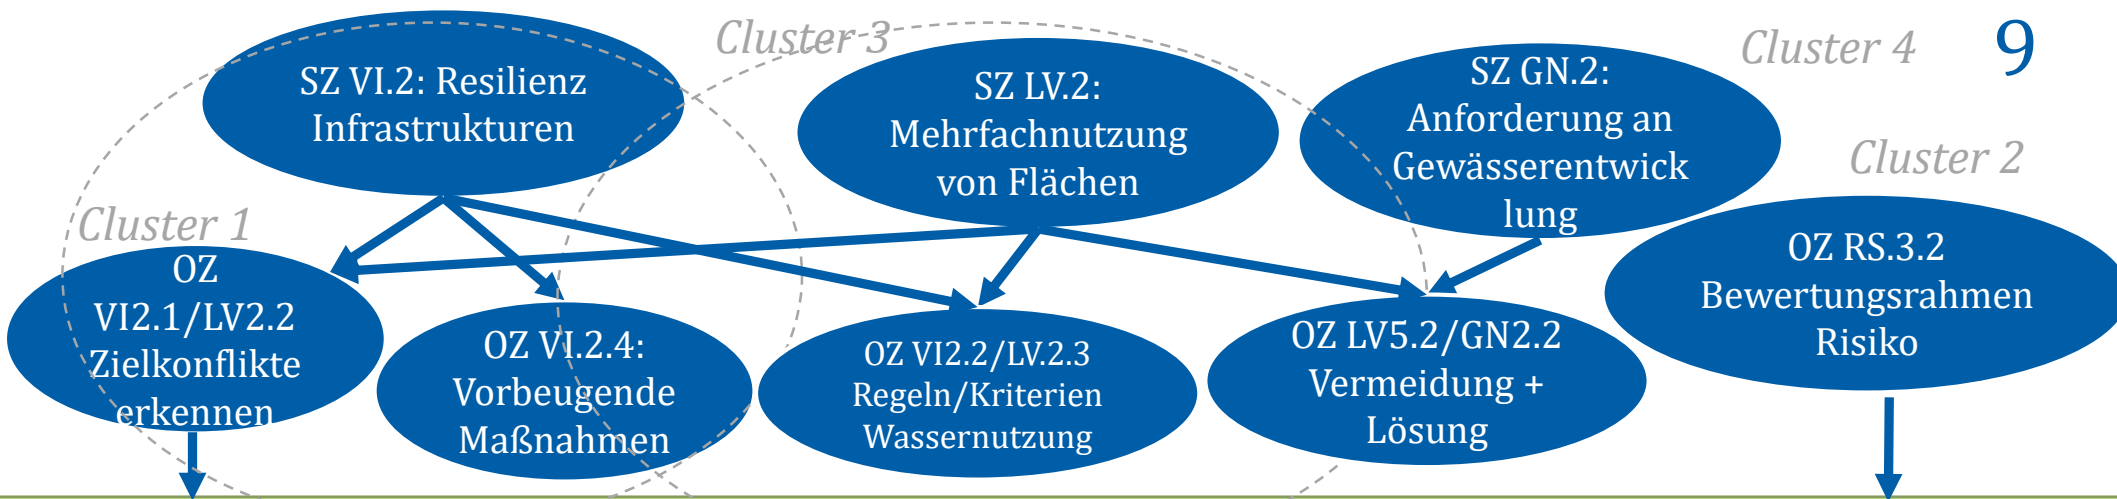 Cluster 3
Cluster 4
9
SZ VI.2: Resilienz
Infrastrukturen
SZ LV.2:
Mehrfachnutzung
von Flächen
SZ GN.2:
Anforderung an
Gewässerentwick
lung
Cluster 2
Cluster 1
OZ
VI2.1/LV2.2
Zielkonflikte
erkennen
OZ VI.2.4:
Vorbeugende
Maßnahmen
OZ VI2.2/LV.2.3
Regeln/Kriterien
Wassernutzung
OZ LV5.2/GN2.2
Vermeidung +
Lösung
OZ RS.3.2
Bewertungsrahmen
Risiko